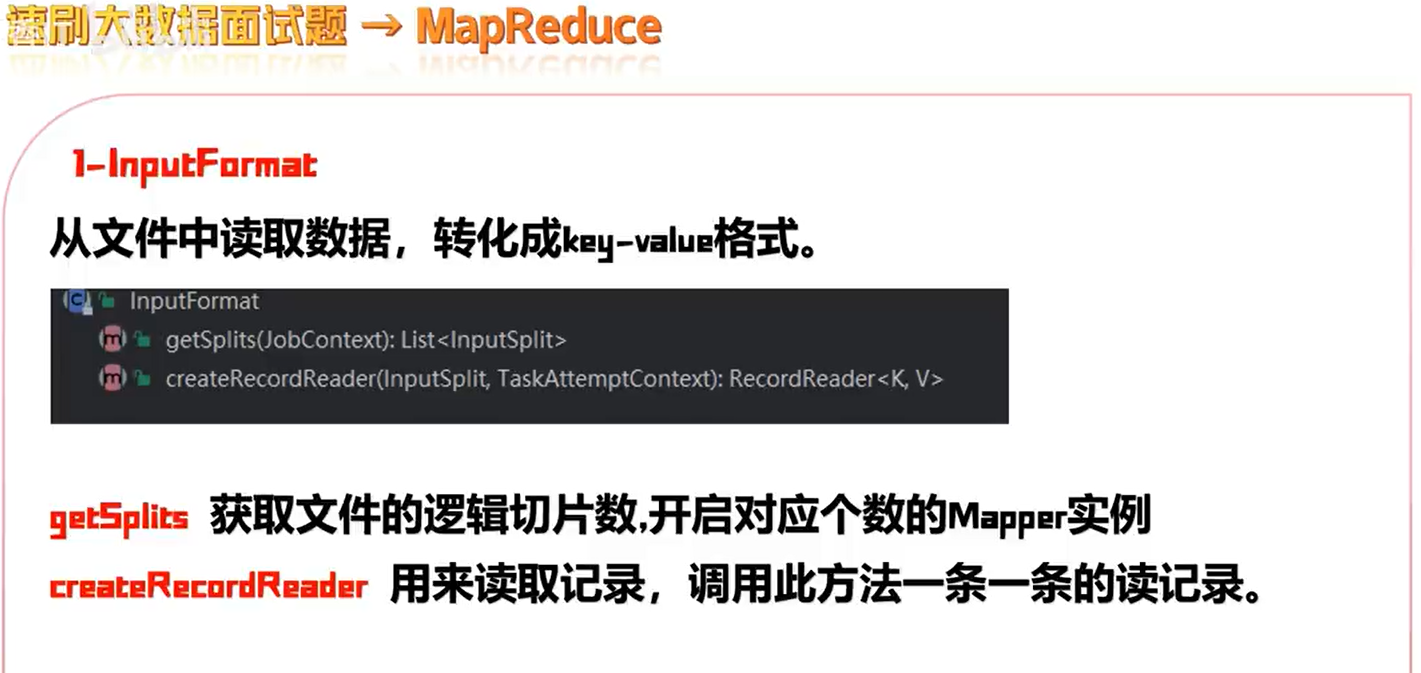 速刷大数据面试题 → MapReduce
1-InputFormat
从文件中读取数据，转化成key-value格式。
InputFormat
getSplits(JobContext): List<InputSplit>
createRecordReader(InputSplit, TaskAttemptContext): RecordReader<K, V>
getSplits 获取文件的逻辑切片数,开启对应个数的Mapper实例
createRecordReader 用来读取记录，调用此方法一条一条的读记录。